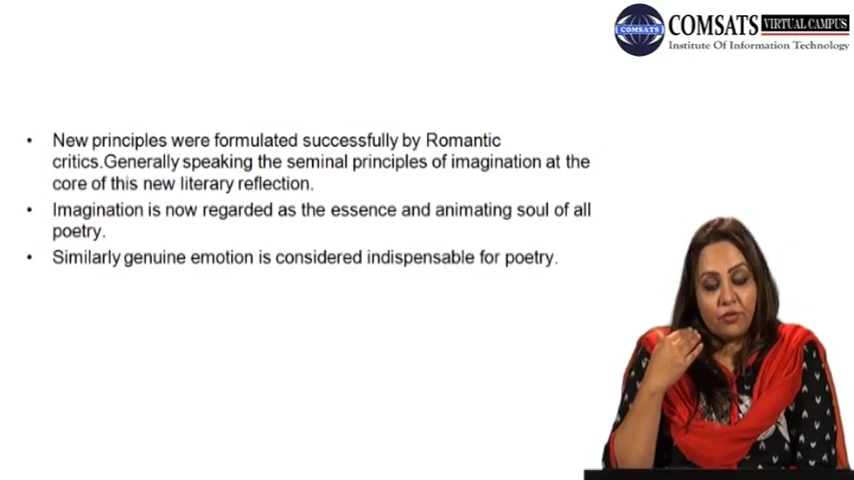 COMSATS
COMSATS VIRTUAL CAMPUS
Institute Of Information Technology
• New principles were formulated successfully by Romantic
critics.Generally speaking the seminal principles of imagination at the
core of this new literary reflection.
• Imagination is now regarded as the essence and animating soul of all
poetry.
• Similarly genuine emotion is considered indispensable for poetry.